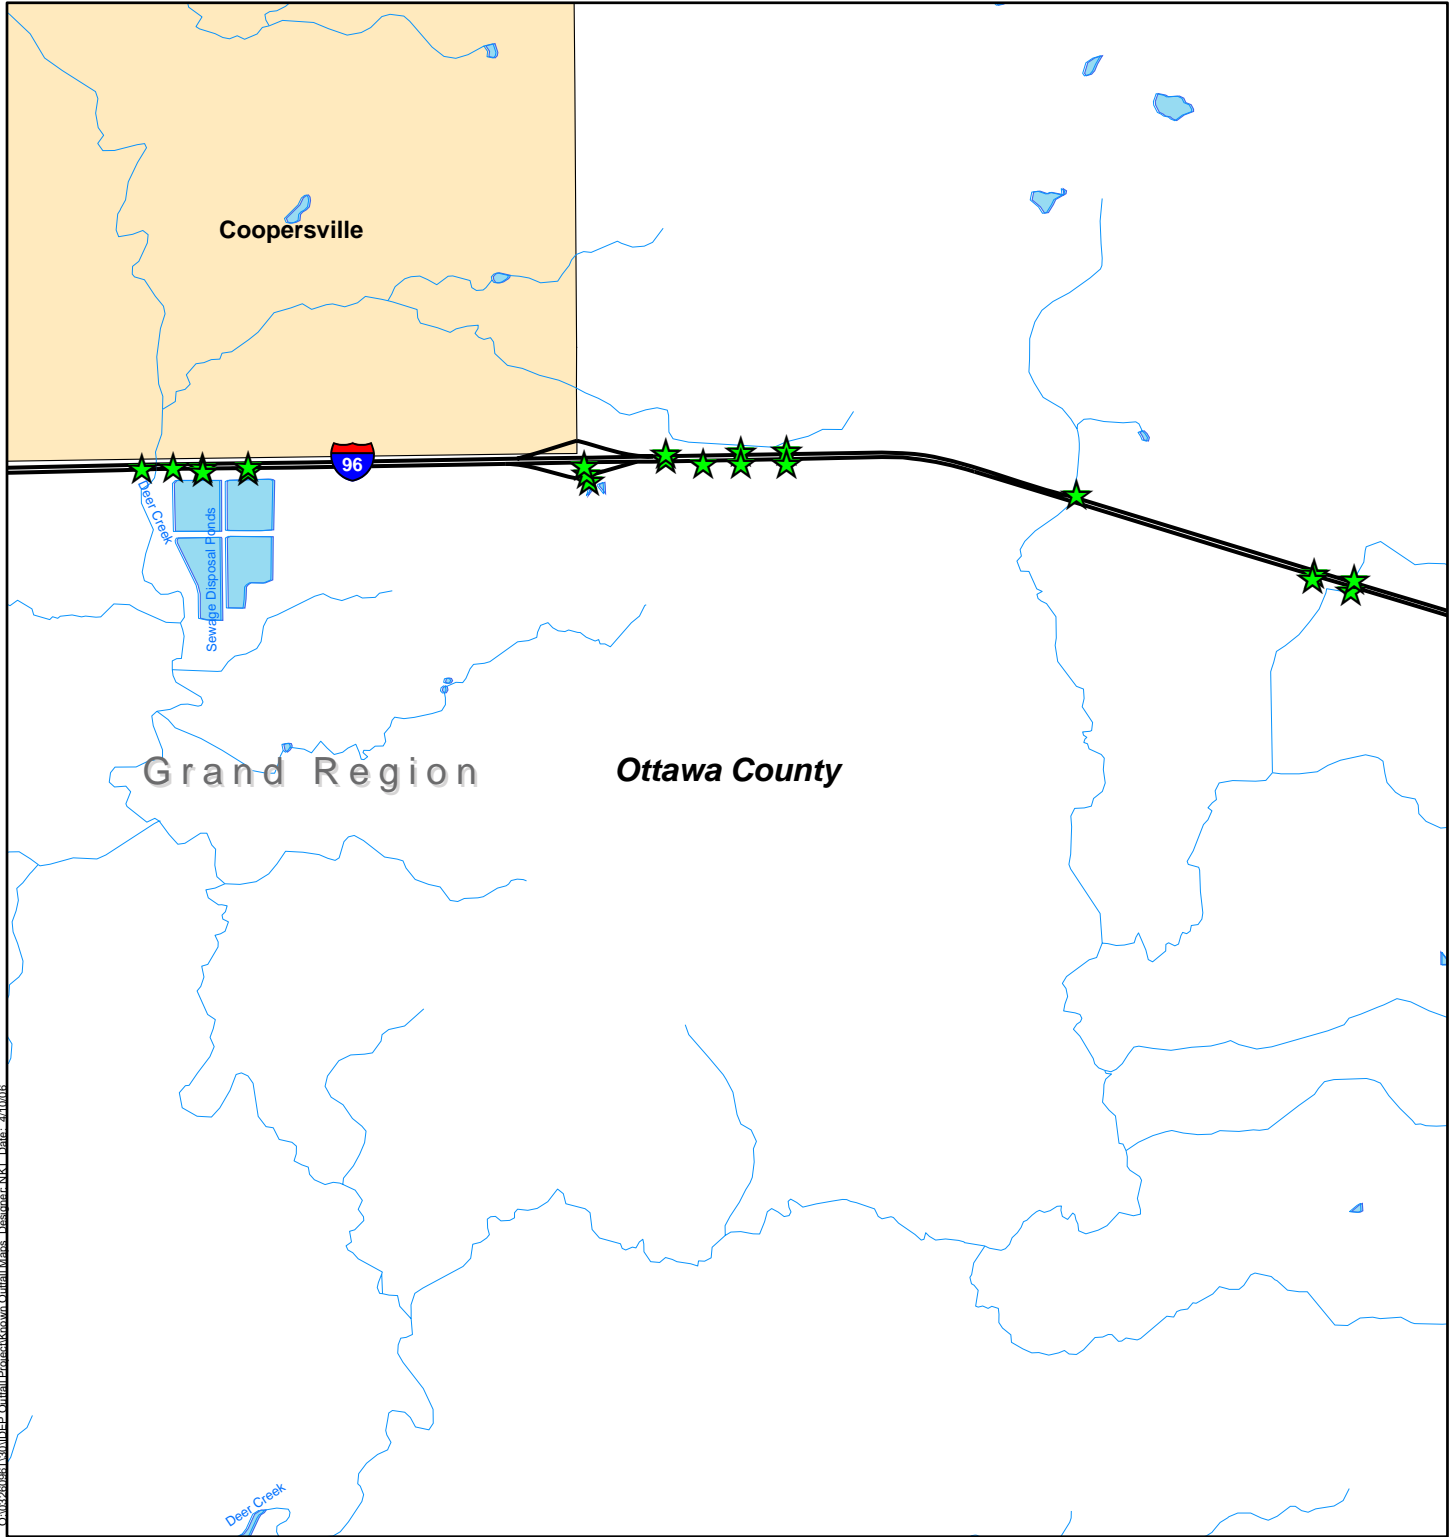 Coopersville
96
Deer Creek
Sewage Disposal Ponds
Grand Region
Ottawa County
Deer Creek